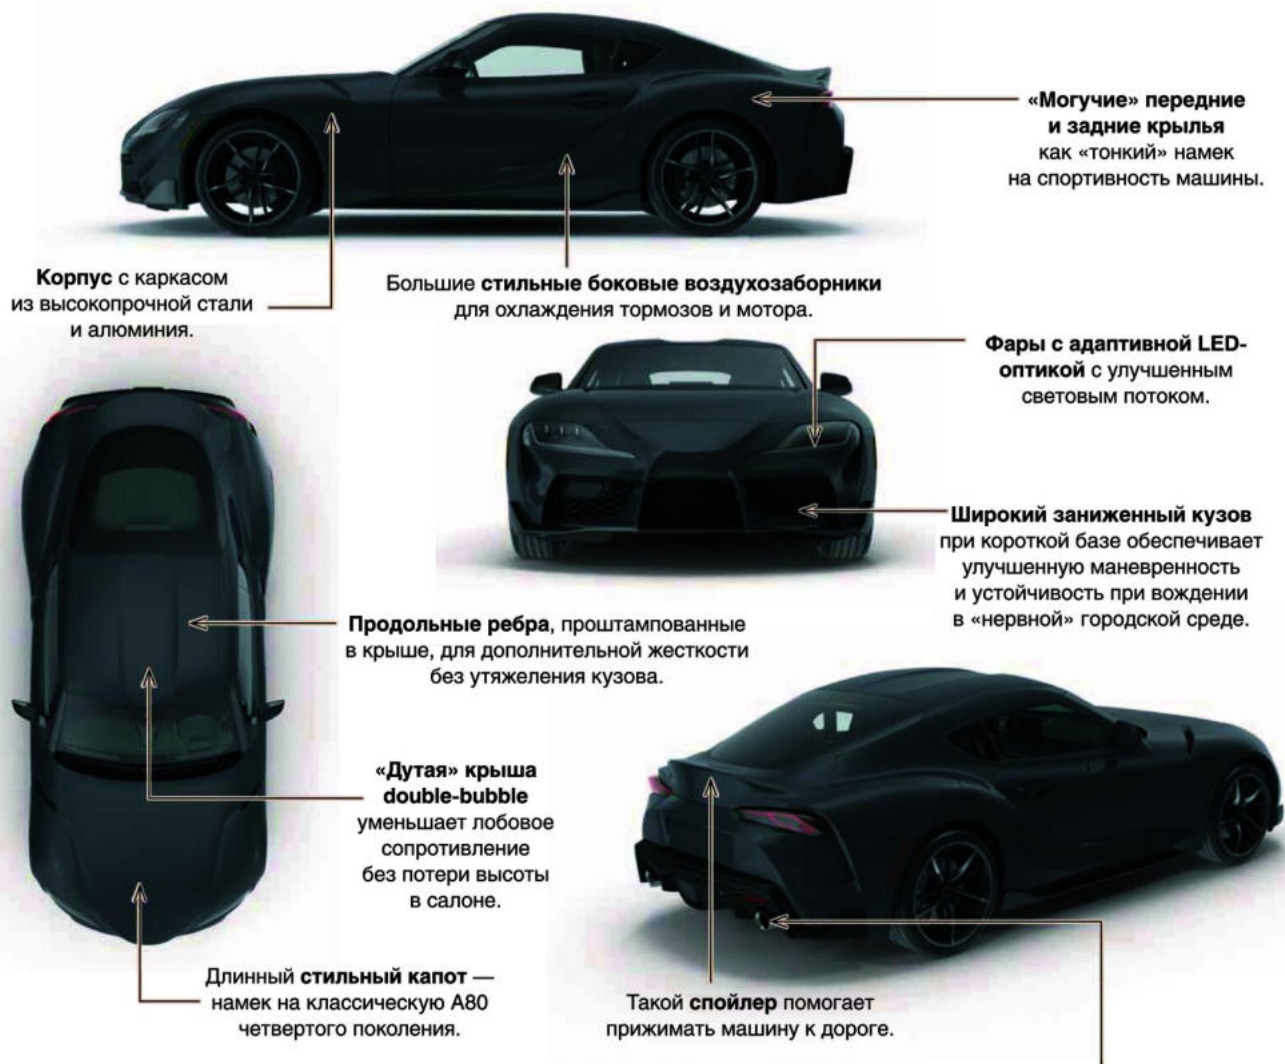 «Могучие» передние
и задние крылья
как «тонкий» намек
на спортивность машины.
Корпус с каркасом
из высокопрочной стали
и алюминия.
Большие стильные боковые воздухозаборники
для охлаждения тормозов и мотора.
Фары с адаптивной LED-
оптикой с улучшенным
световым потоком.
Широкий заниженный кузов
при короткой базе обеспечивает
улучшенную маневренность
и устойчивость при вождении
в «нервной» городской среде.
Продольные ребра, проштампованные
в крыше, для дополнительной жесткости
без утяжеления кузова.
«Дутая» крыша
double-bubble
уменьшает лобовое
сопротивление
без потери высоты
в салоне.
Длинный стильный капот —
намек на классическую A80
четвертого поколения.
Такой спойлер помогает
прижимать машину к дороге.